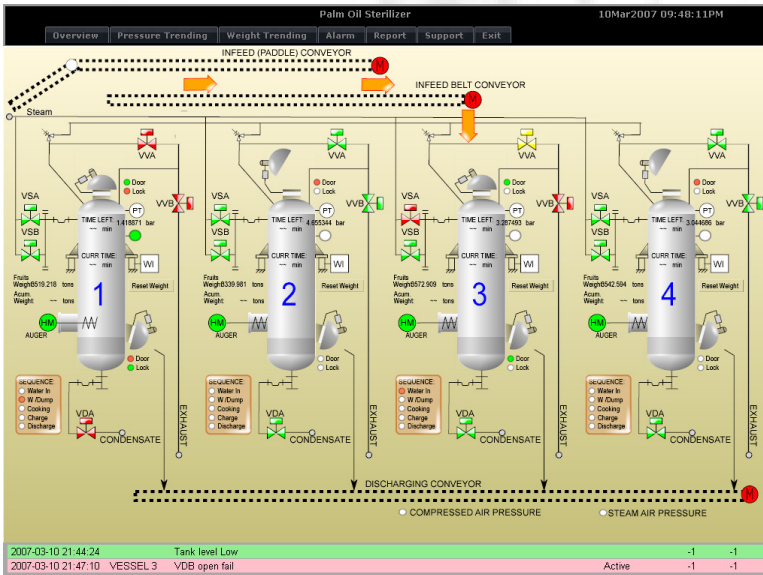 Palm Oil Sterilizer 10Mar2007 09:48:11PM
Overview Pressure Trending Weight Trending Alarm Report Support Exit
INFEED (PADDLE) CONVEYOR
M
INFEED BELT CONVEYOR
M
Steam
VVA VVA VVA VVA
Door Door Door Door
Lock Lock Lock Lock
VSA VSA VSA VSA
VVB VVB VVB VVB
PT PT PT PT
TIME LEFT: 1.418871 bar TIME LEFT: 4.655344 bar TIME LEFT: 3.287493 bar TIME LEFT: 3.044686 bar
-- min -- min -- min -- min
VSB VSB VSB VSB
CURR TIME: CURR TIME: CURR TIME: CURR TIME:
-- min WI -- min WI -- min WI -- min WI
Fruits Fruits Fruits Fruits
Weight:8519.218 tons Reset Weight Weight:8339.981 tons Reset Weight Weight:8572.909 tons Reset Weight Weight:8542.594 tons Reset Weight
Acum. Acum. Acum. Acum.
Weight: -- tons Weight: -- tons Weight: -- tons Weight: -- tons
1 2 3 4
HM HM HM HM
AUGER AUGER AUGER AUGER
Door Door Door Door
Lock Lock Lock Lock
SEQUENCE: SEQUENCE: SEQUENCE: SEQUENCE:
Water In Water In Water In Water In
W /Dump W /Dump W /Dump W /Dump
Cooking Cooking Cooking Cooking
Charge Charge Charge Charge
Discharge Discharge Discharge Discharge
VDA VDA VDA VDA
EXHAUST EXHAUST EXHAUST EXHAUST
CONDENSATE CONDENSATE CONDENSATE CONDENSATE
DISCHARGING CONVEYOR
M
COMPRESSED AIR PRESSURE STEAM AIR PRESSURE
2007-03-10 21:44:24 Tank level Low -1 -1
2007-03-10 21:47:10 VESSEL 3 VDB open fail Active -1 -1